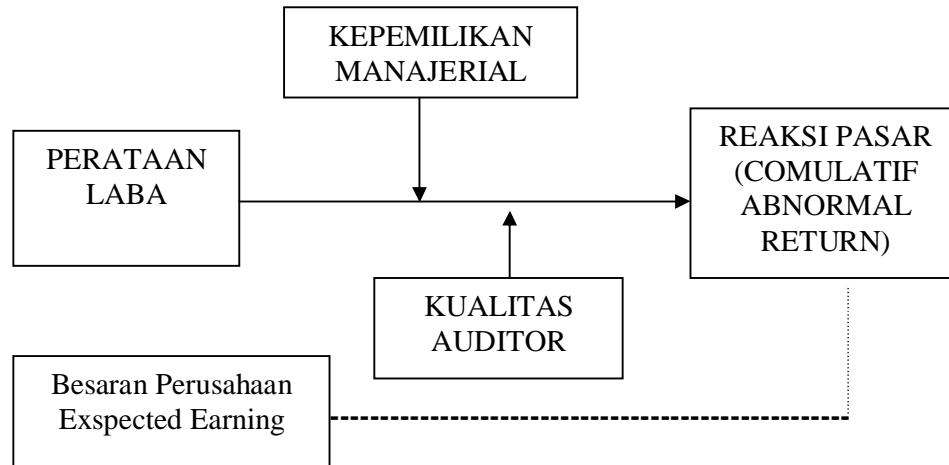 KEPEMILIKAN
MANAJERIAL
PERATAAN
LABA
REAKSI PASAR
(COMULATIF
ABNORMAL
RETURN)
KUALITAS
AUDITOR
Besaran Perusahaan
Exspected Earning